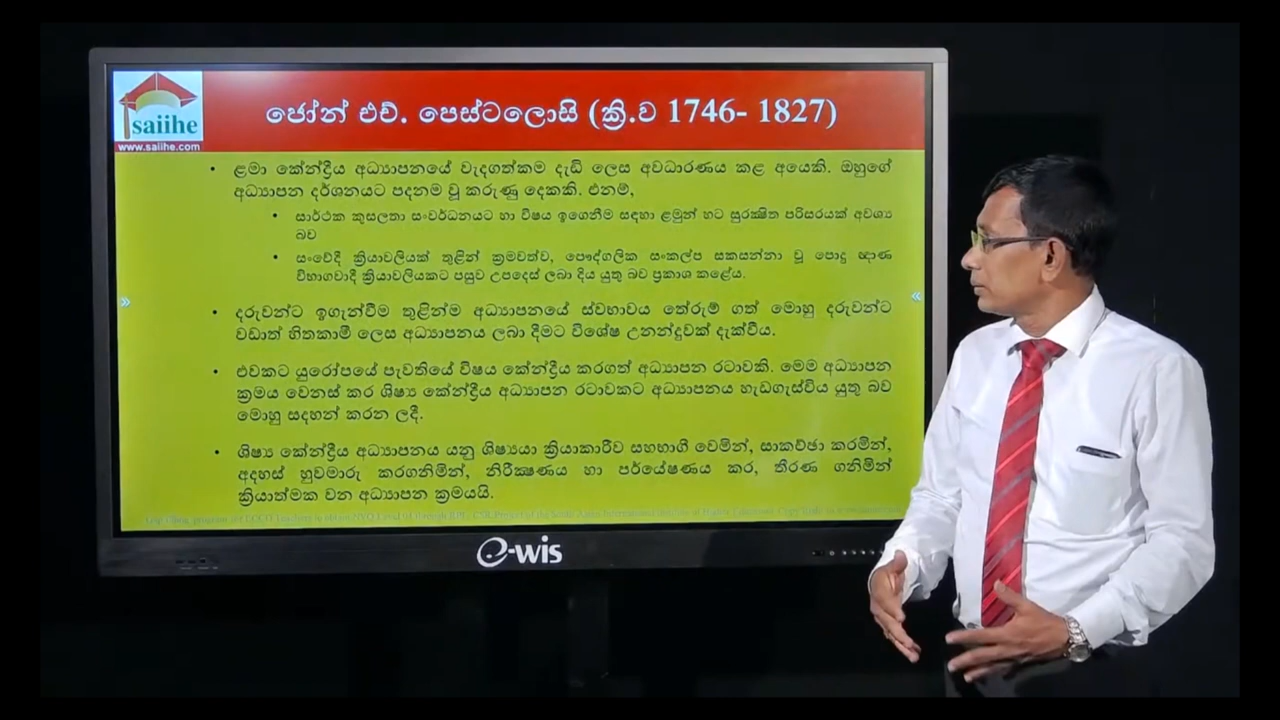 saiihe
www.saiihe.com
ජෝන් එච්. පෙස්ටලොසි (ක්‍රි.ව 1746- 1827)
• ළමා කේන්ද්‍රීය අධ්‍යාපනයේ වැදගත්කම දැඩි ලෙස අවධාරණය කළ අයෙකි. ඔහුගේ
අධ්‍යාපන දර්ශනයට පදනම වූ කරුණු දෙකකි. එනම්,
• සාර්ථක කුසලතා සංවර්ධනයට හා විෂය ඉගෙනීම සඳහා ළමුන් හට සුරක්‍ෂිත පරිසරයක් අවශ්‍ය
බව
• සංවේදී ක්‍රියාවලියක් තුළින් ක්‍රමවත්ව, පෞද්ගලික සංකල්ප සකසන්නා වූ පොදු ඥාණ
විභාගවාදී ක්‍රියාවලියකට පසුව උපදෙස් ලබා දිය යුතු බව ප්‍රකාශ කළේය.
• දරුවන්ට ඉගැන්වීම තුළින්ම අධ්‍යාපනයේ ස්වභාවය තේරුම් ගත් මොහු දරුවන්ට
වඩාත් හිතකාමී ලෙස අධ්‍යාපනය ලබා දීමට විශේෂ උනන්දුවක් දැක්වීය.
• එවකට යුරෝපයේ පැවතියේ විෂය කේන්ද්‍රීය කරගත් අධ්‍යාපන රටාවකි. මෙම අධ්‍යාපන
ක්‍රමය වෙනස් කර ශිෂ්‍ය කේන්ද්‍රීය අධ්‍යාපන රටාවකට අධ්‍යාපනය හැඩගැස්විය යුතු බව
මොහු සඳහන් කරන ලදී.
• ශිෂ්‍ය කේන්ද්‍රීය අධ්‍යාපනය යනු ශිෂ්‍යයා ක්‍රියාකාරීව සහභාගී වෙමින්, සාකච්ඡා කරමින්,
අදහස් හුවමාරු කරගනිමින්, නිරීක්‍ෂණය හා පර්යේෂණය කර, තීරණ ගනිමින්
ක්‍රියාත්මක වන අධ්‍යාපන ක්‍රමයයි.
e-wis